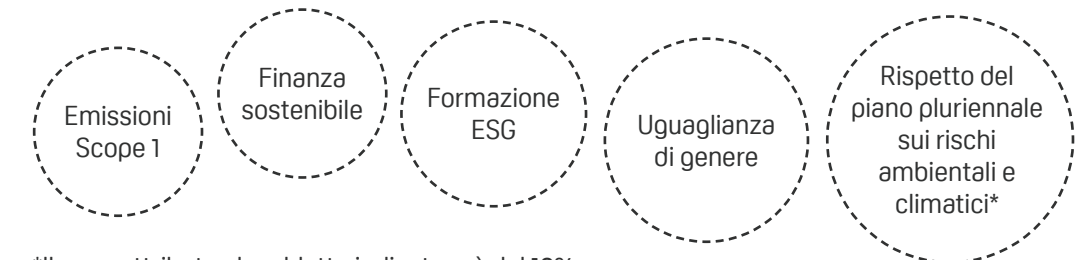 Emissioni
Scope 1
Finanza
sostenibile
Formazione
ESG
Uguaglianza
di genere
Rispetto del
piano pluriennale
sui rischi
ambientali e
climatici*